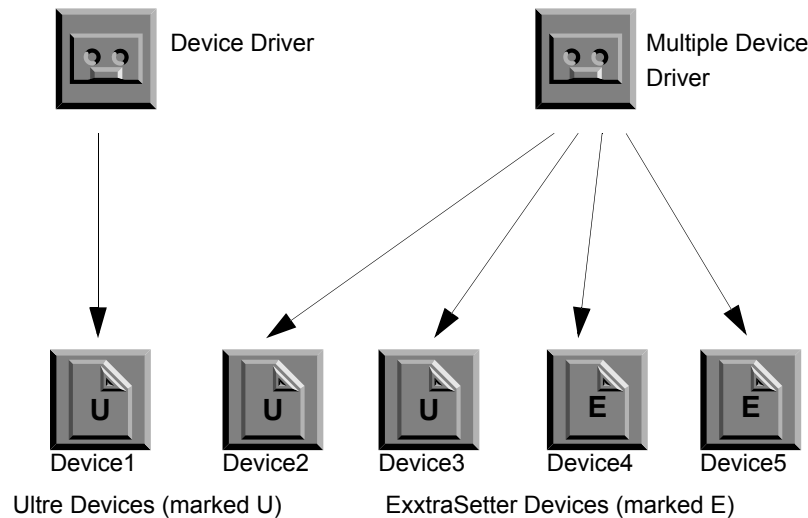 Device Driver
Multiple Device
Driver
U
U
U
E
E
Device1
Device2
Device3
Device4
Device5
Ultre Devices (marked U)
ExxtraSetter Devices (marked E)